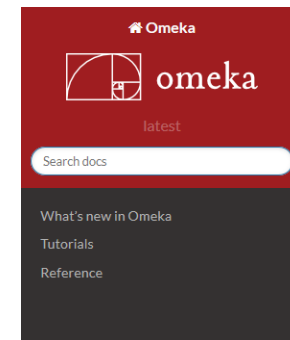 Omeka
omeka
latest
Search docs
What's new in Omeka
Tutorials
Reference